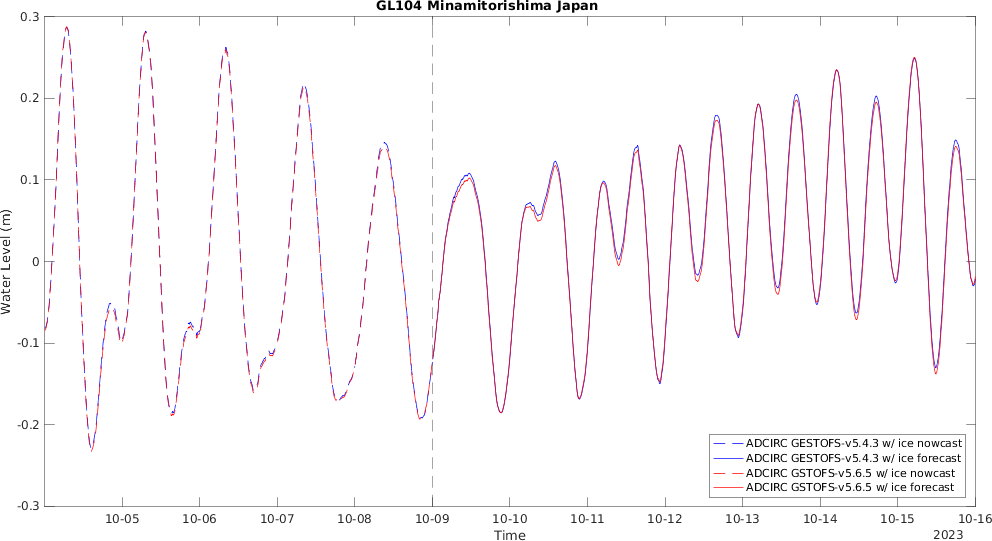 GL104 Minamitorishima Japan
0.3
0.2
0.1
0
-0.1
-0.2
-0.3
Water Level (m)
10-05 10-06 10-07 10-08 10-09 10-10 10-11 10-12 10-13 10-14 10-15 10-16
Time
2023
ADCIRC GESTOFS-v5.4.3 w/ ice nowcast
ADCIRC GESTOFS-v5.4.3 w/ ice forecast
ADCIRC GSTOFS-v5.6.5 w/ ice nowcast
ADCIRC GSTOFS-v5.6.5 w/ ice forecast